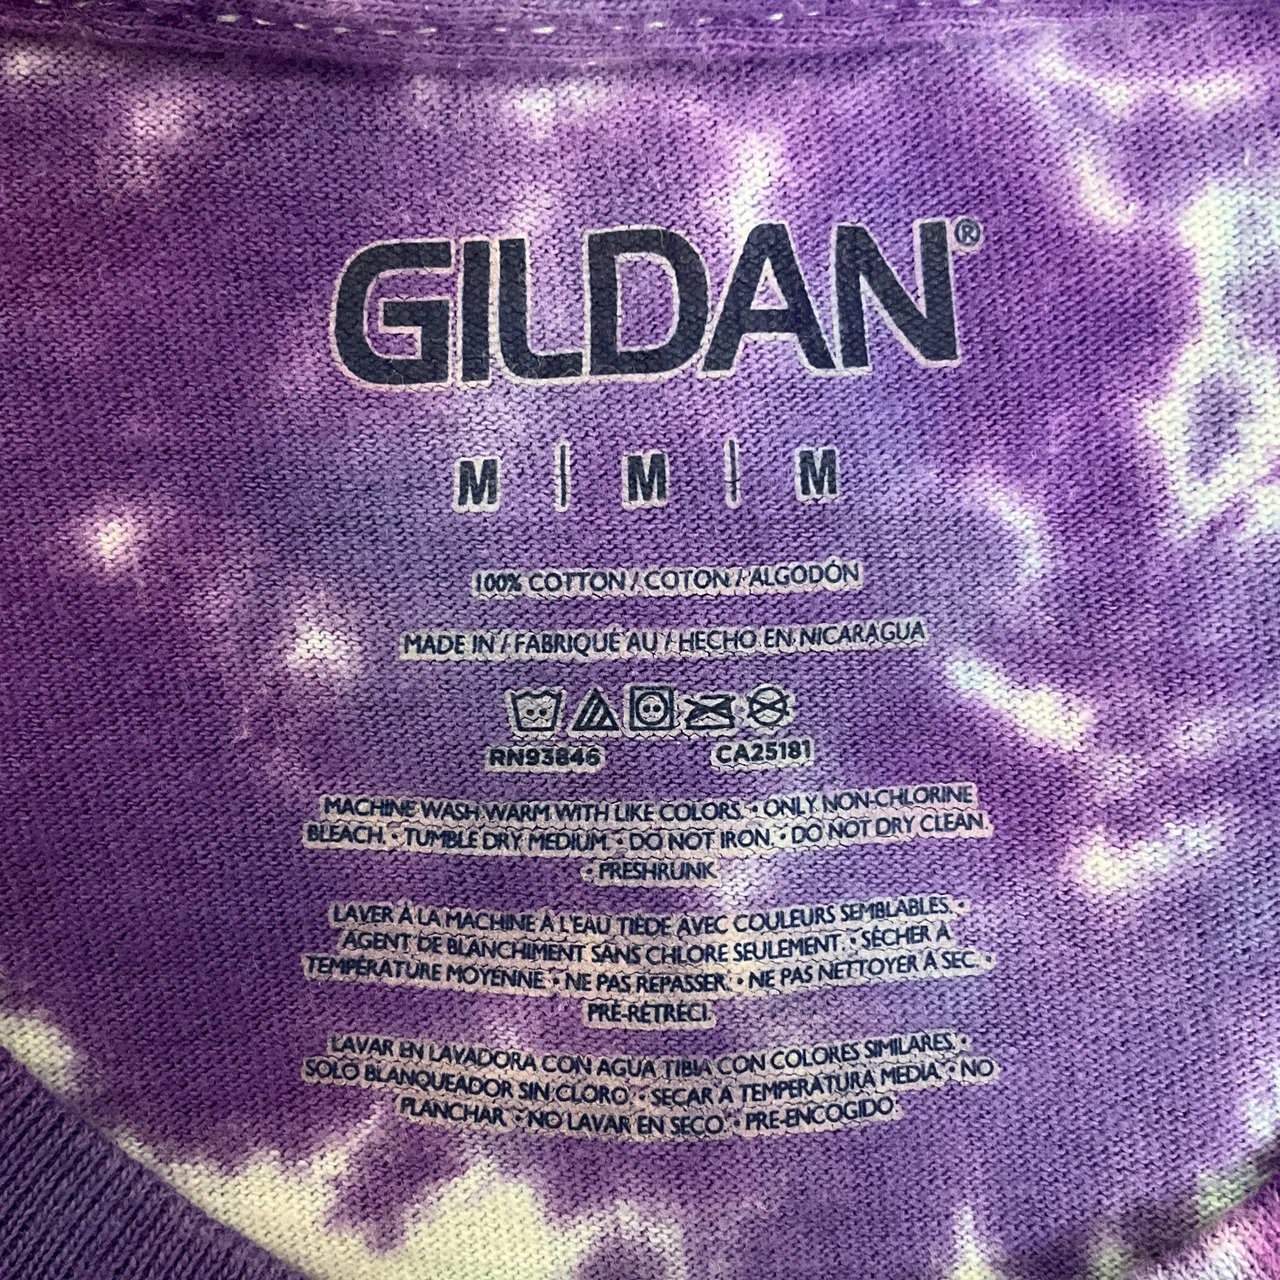 GILDAN®
M | M | M
100% COTTON / COTON / ALGODÓN
MADE IN / FABRIQUÉ AU / HECHO EN NICARAGUA
RN93846 CA25181
MACHINE WASH WARM WITH LIKE COLORS. • ONLY NON-CHLORINE
BLEACH. • TUMBLE DRY MEDIUM. • DO NOT IRON. • DO NOT DRY CLEAN.
• PRESHRUNK
LAVER À LA MACHINE À L'EAU TIÈDE AVEC COULEURS SEMBLABLES. •
AGENT DE BLANCHIMENT SANS CHLORE SEULEMENT. • SÉCHER À
TEMPÉRATURE MOYENNE • NE PAS REPASSER. • NE PAS NETTOYER À SEC. •
PRÉ-RÉTRÉCI.
LAVAR EN LAVADORA CON AGUA TIBIA CON COLORES SIMILARES. •
SOLO BLANQUEADOR SIN CLORO. • SECAR A TEMPERATURA MEDIA. • NO
PLANCHAR • NO LAVAR EN SECO. • PRE-ENCOGIDO